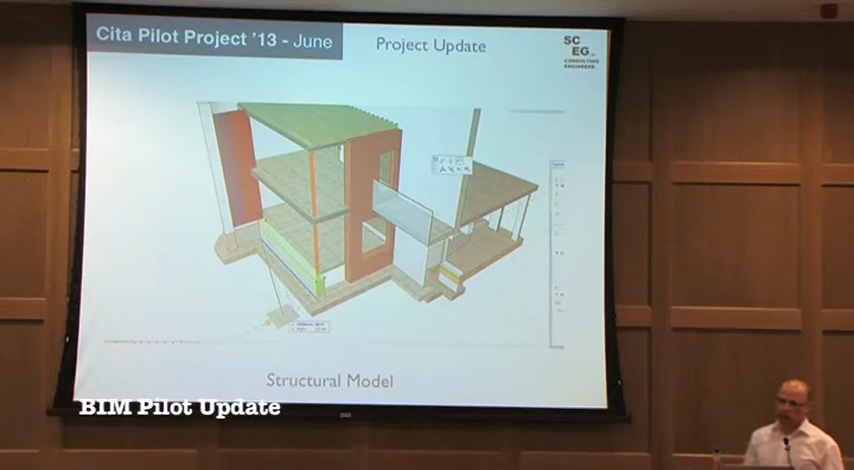 Cita Pilot Project '13 - June
Project Update
SC
EG
CONSULTING
ENGINEERS
Structural Model
BIM Pilot Update